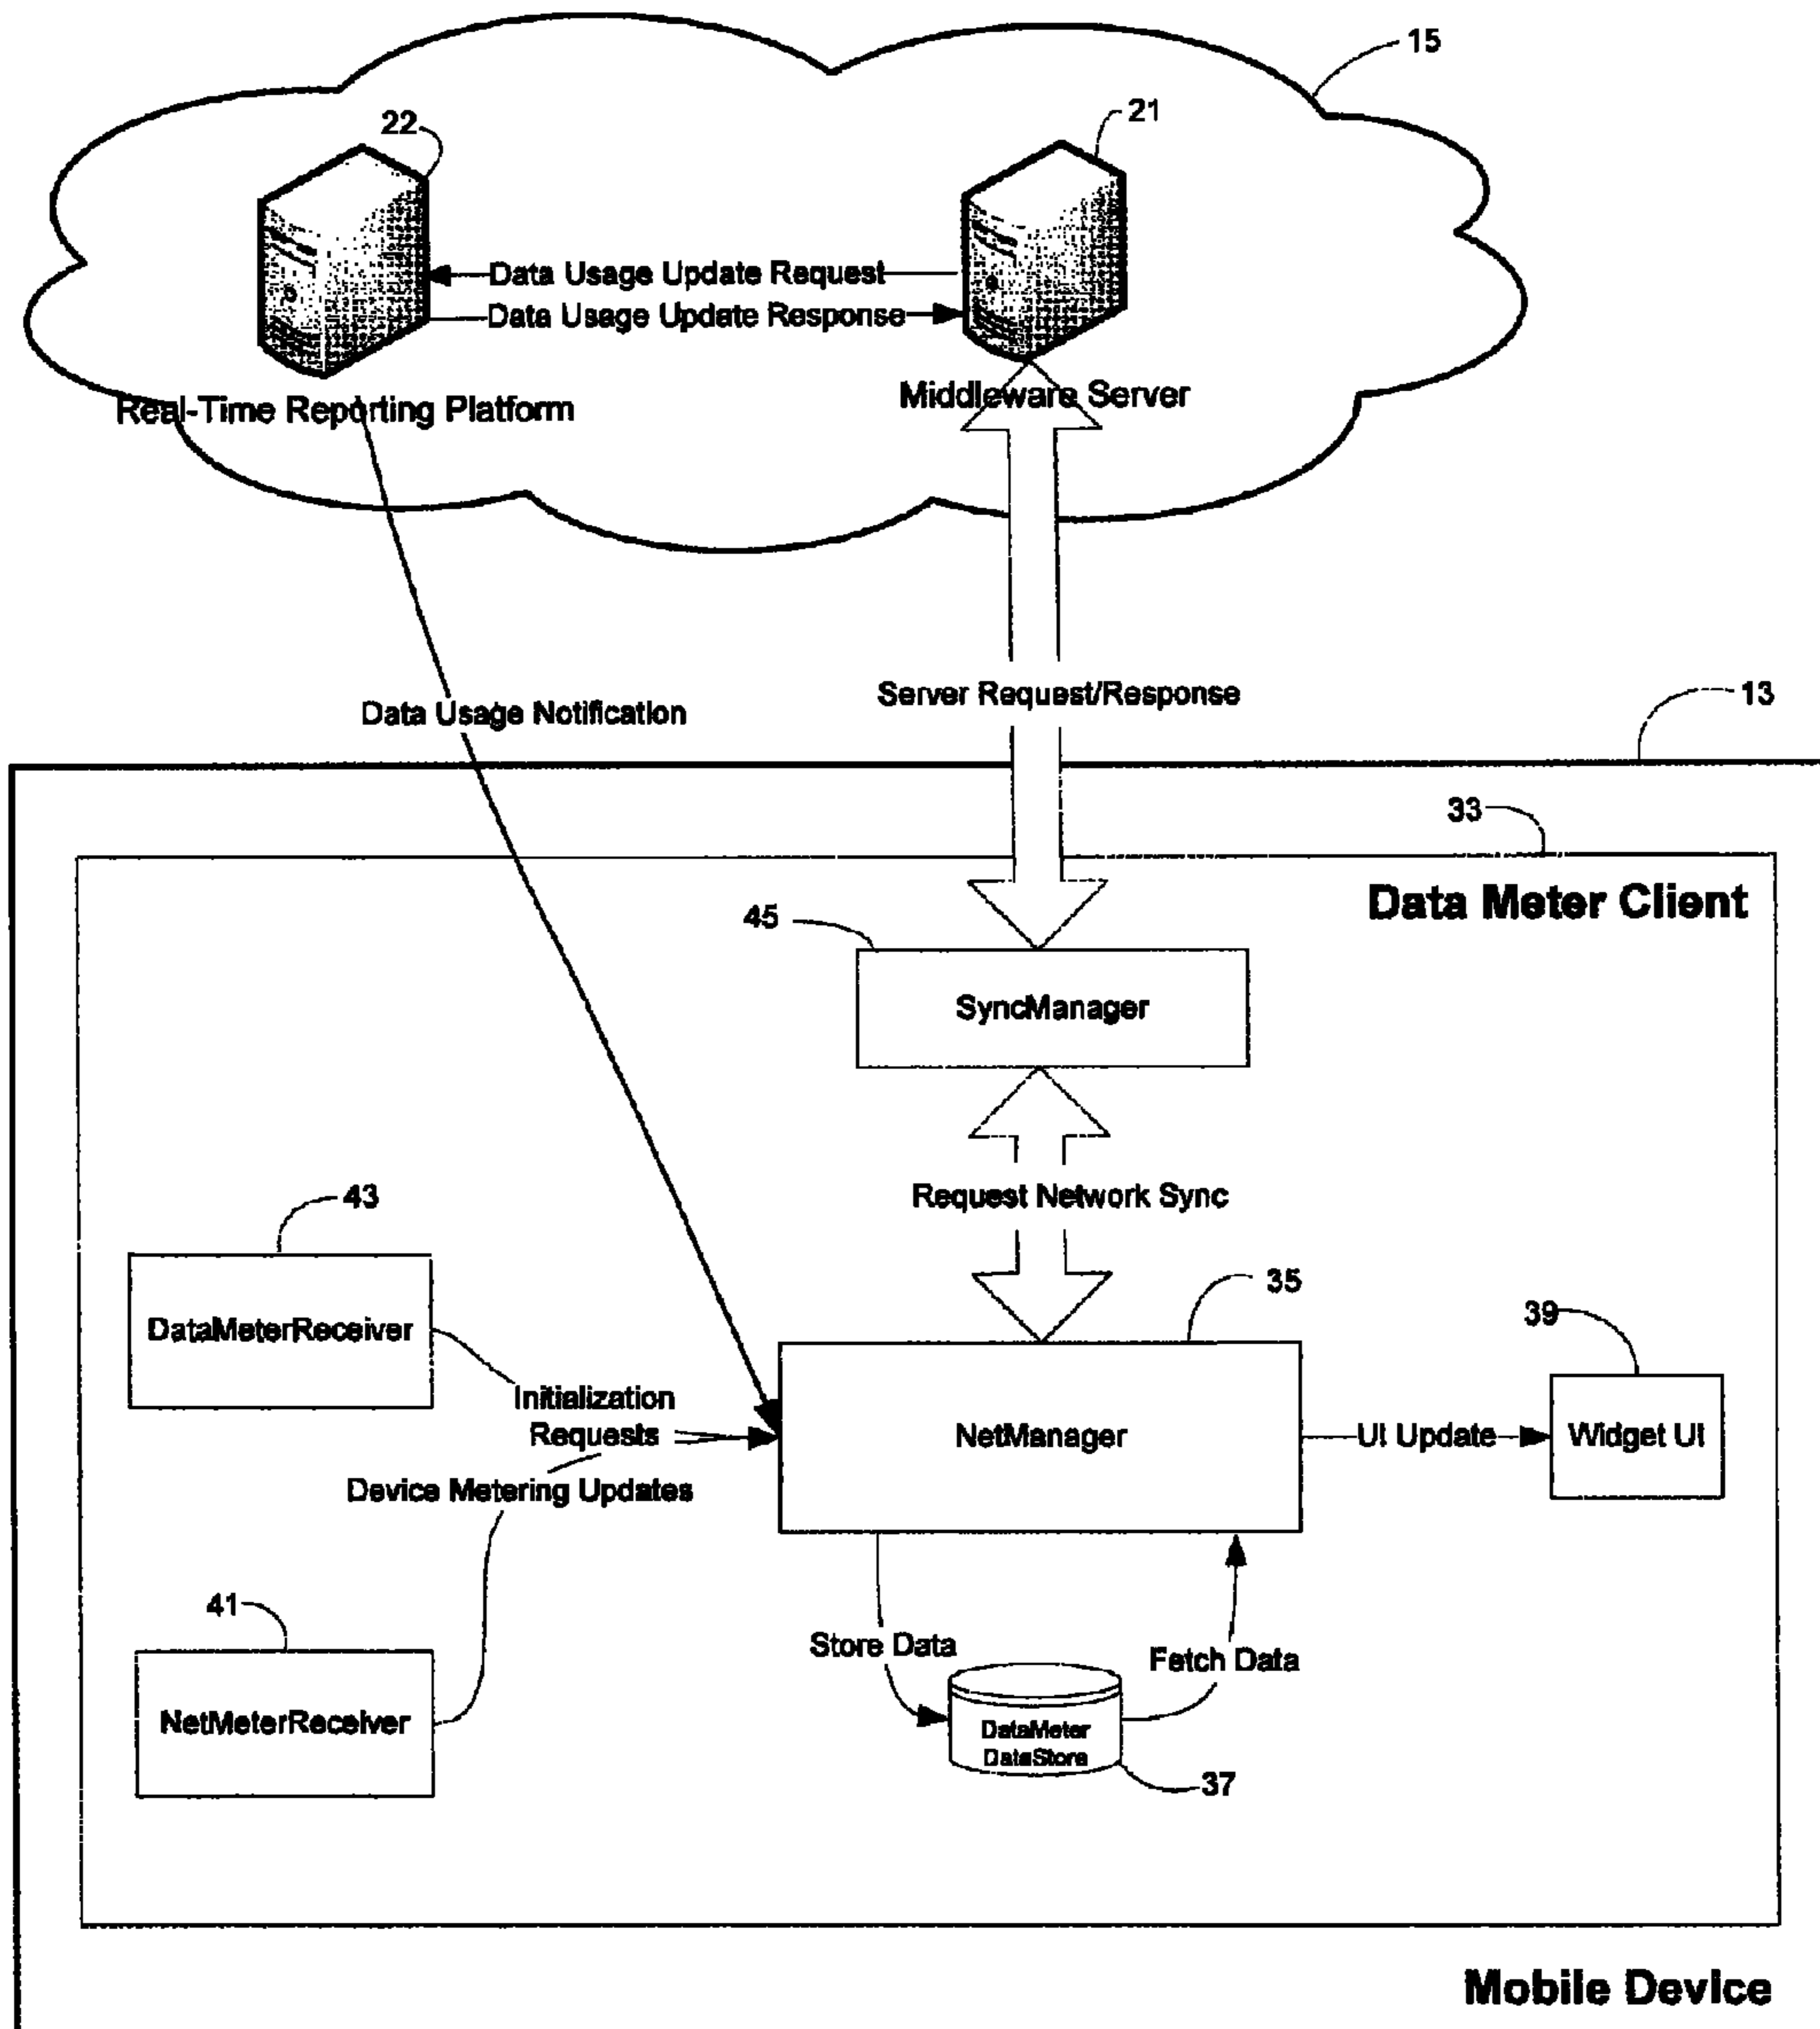 15
22
21
Data Usage Update Request
Data Usage Update Response
Real-Time Reporting Platform
Middleware Server
Server Request/Response
Data Usage Notification
13
33
Data Meter Client
45
SyncManager
Request Network Sync
43
35
39
DataMeterReceiver
Initialization
Requests
NetManager
UI Update
Widget UI
Device Metering Updates
41
Store Data
Fetch Data
NetMeterReceiver
DataMeter
DataStore
37
Mobile Device